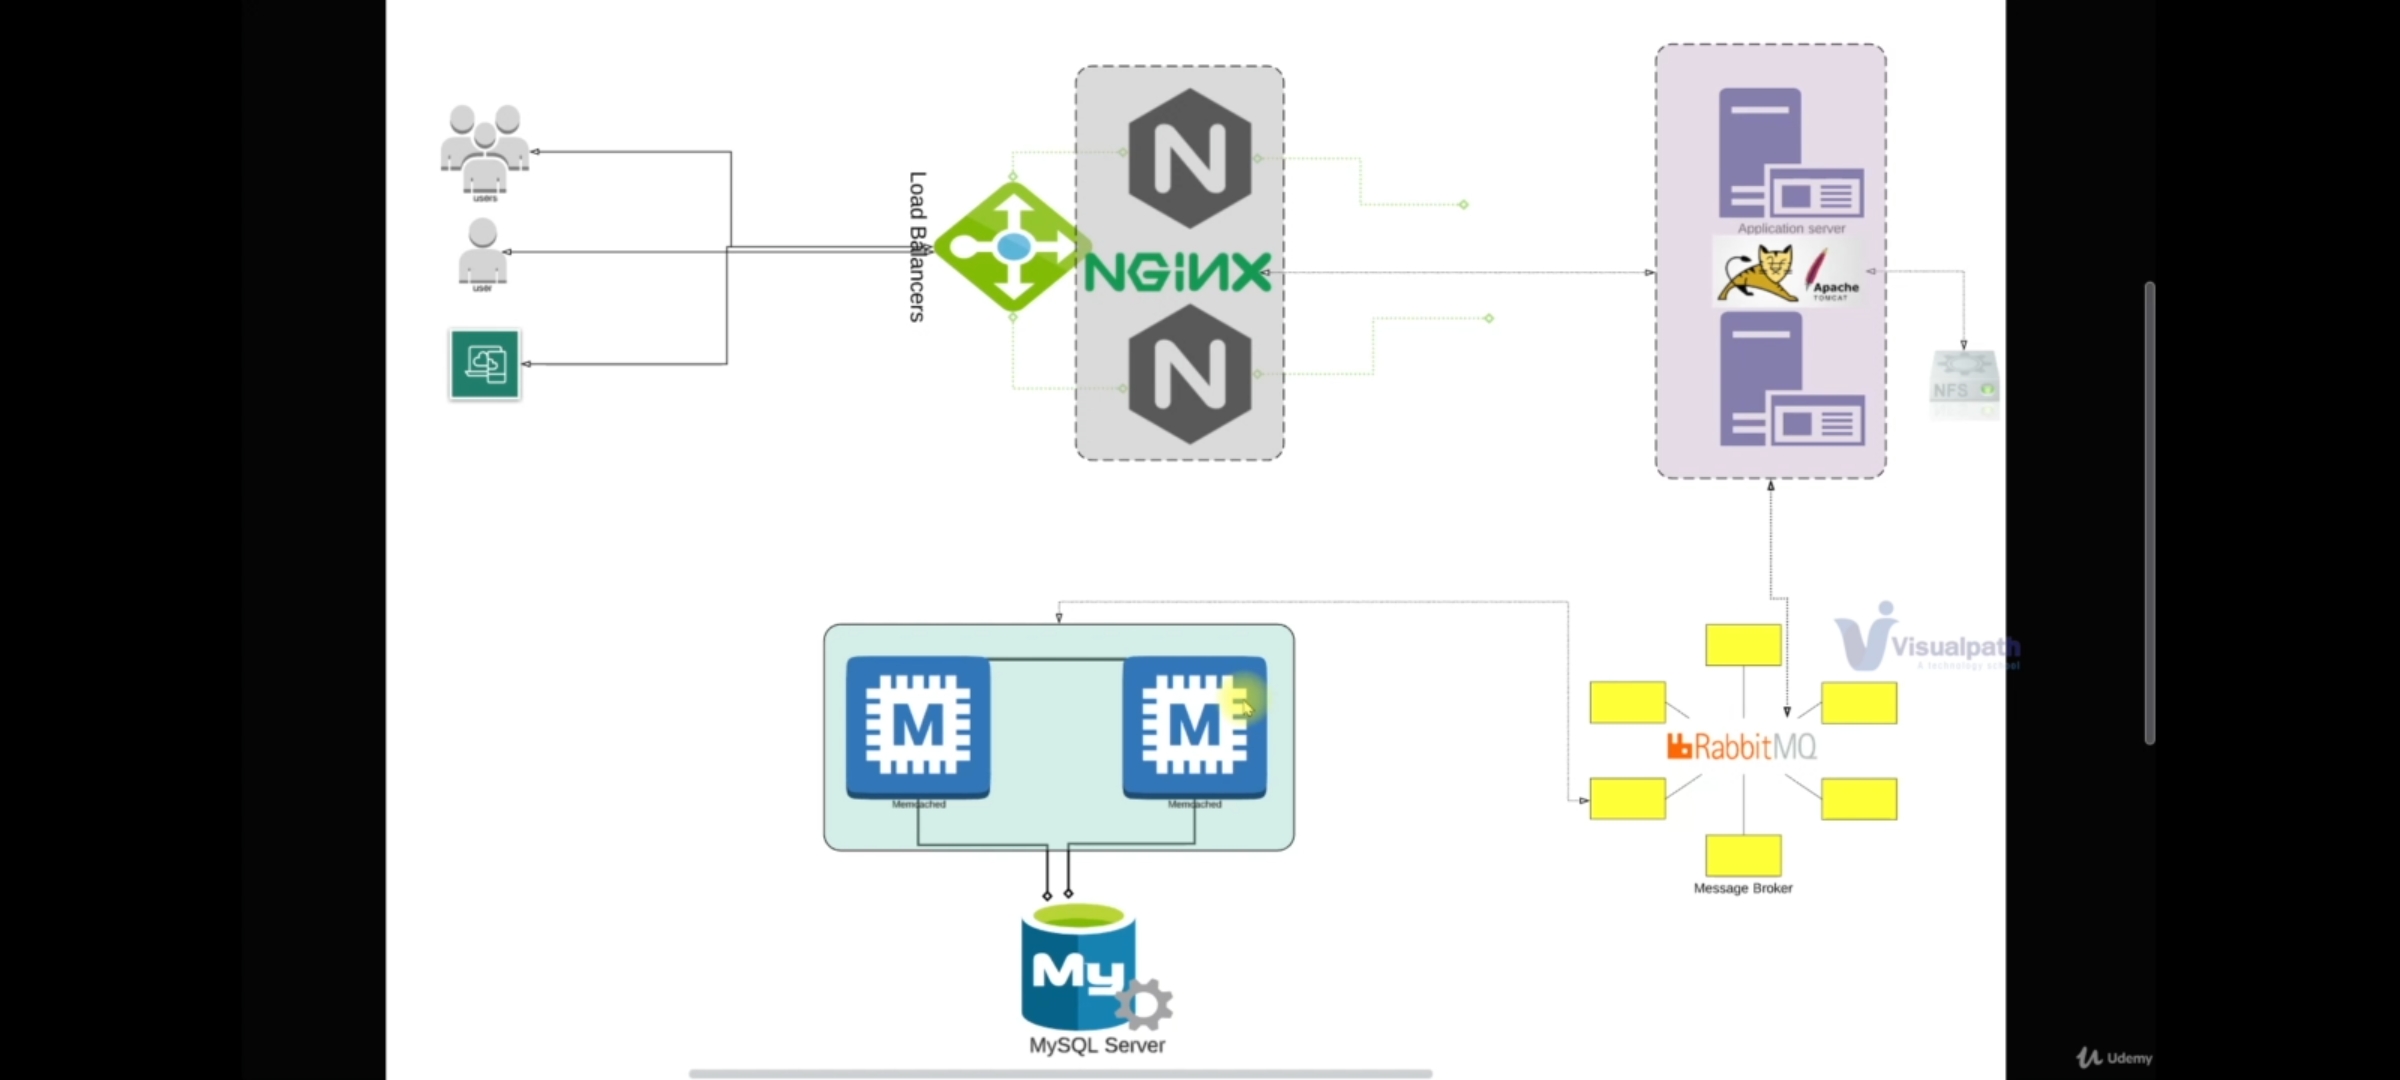 users
user
Load Balancers
N
NGiNX
N
Application server
Apache
TOMCAT
NFS
Visualpath
A technology school
M
M
Memcached
Memcached
RabbitMQ
Message Broker
My
MySQL Server
Udemy